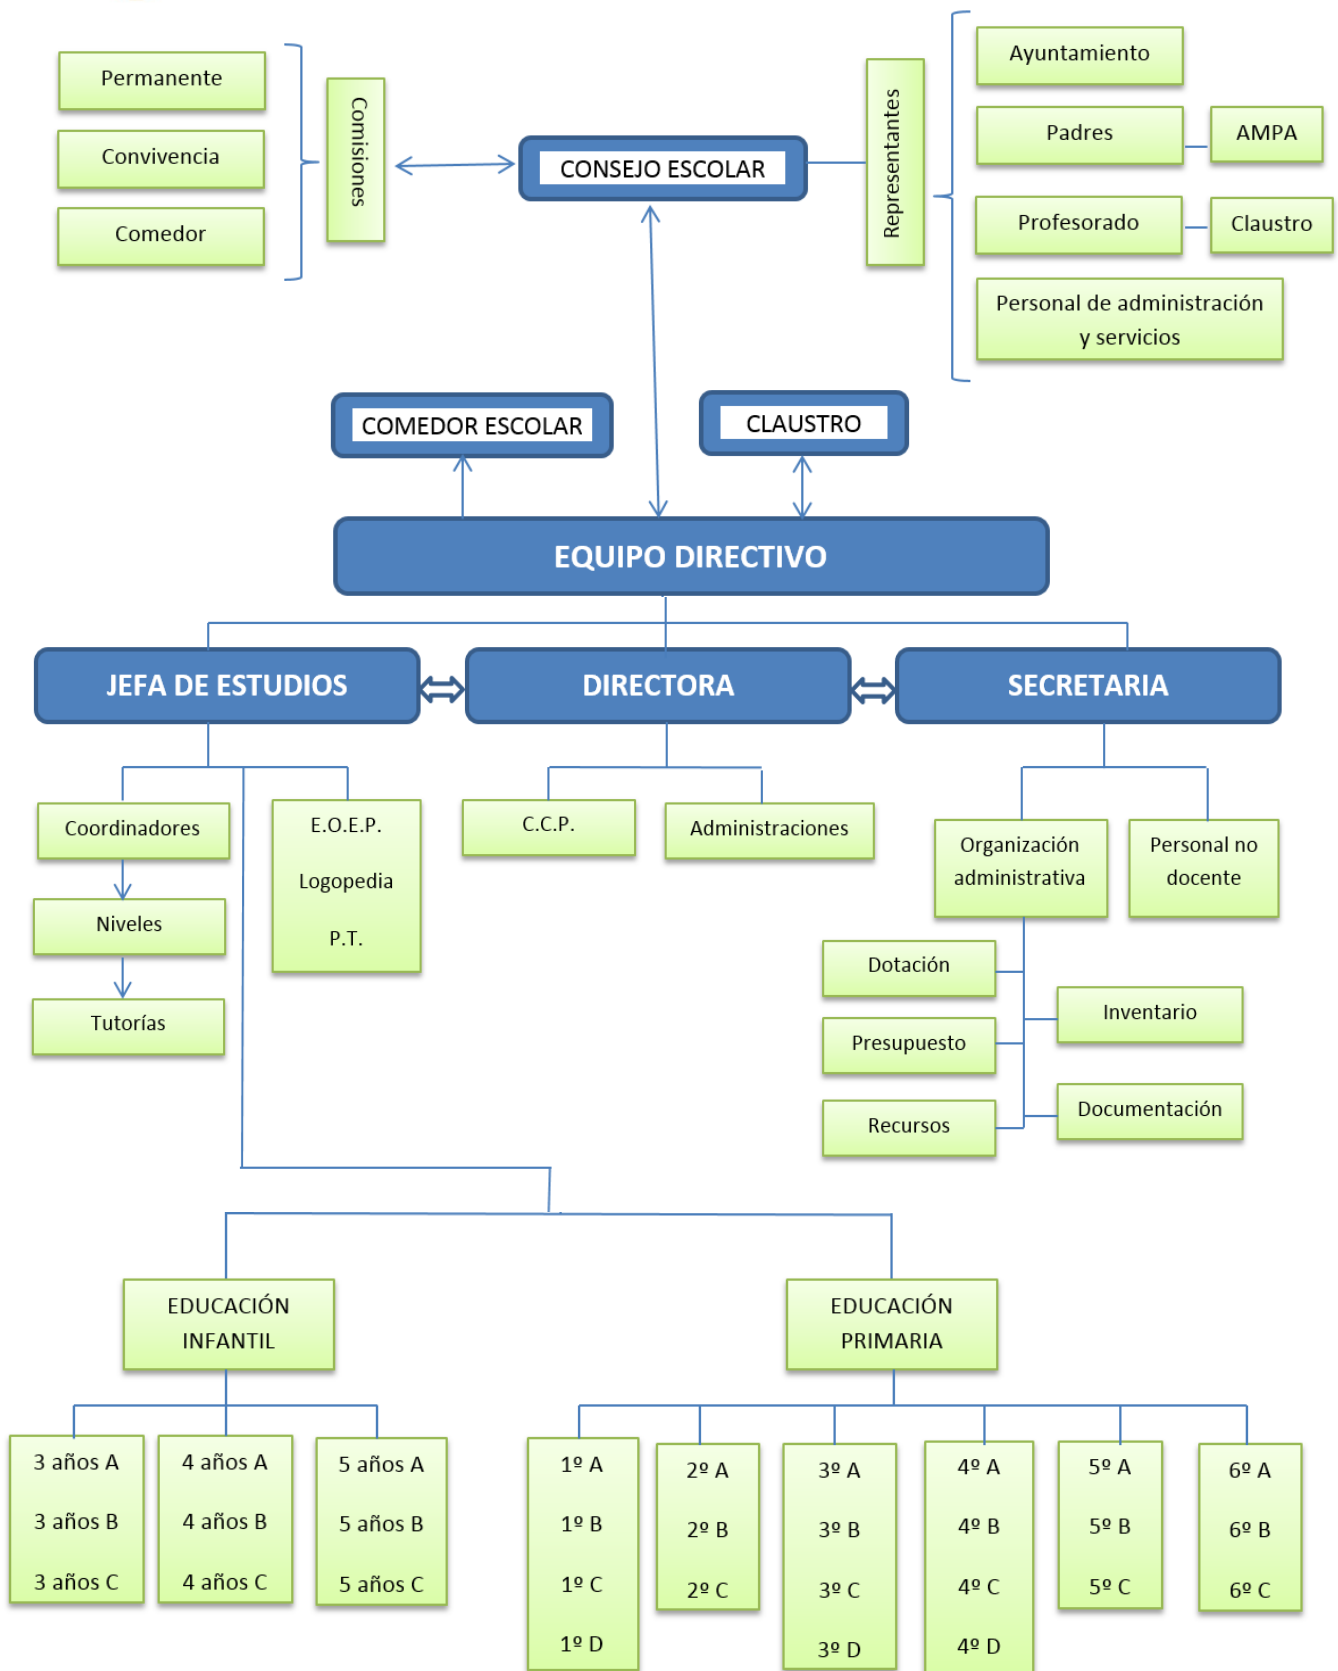 Permanente
Convivencia
Comedor
Comisiones
CONSEJO ESCOLAR
Representantes
Ayuntamiento
Padres
AMPA
Profesorado
Claustro
Personal de administración
y servicios
COMEDOR ESCOLAR
CLAUSTRO
EQUIPO DIRECTIVO
JEFA DE ESTUDIOS
DIRECTORA
SECRETARIA
Coordinadores
Niveles
Tutorías
E.O.E.P.
Logopedia
P.T.
C.C.P.
Administraciones
Organización
administrativa
Personal no
docente
Dotación
Presupuesto
Recursos
Inventario
Documentación
EDUCACIÓN
INFANTIL
EDUCACIÓN
PRIMARIA
3 años A
3 años B
3 años C
4 años A
4 años B
4 años C
5 años A
5 años B
5 años C
1º A
1º B
1º C
1º D
2º A
2º B
2º C
3º A
3º B
3º C
3º D
4º A
4º B
4º C
4º D
5º A
5º B
5º C
6º A
6º B
6º C